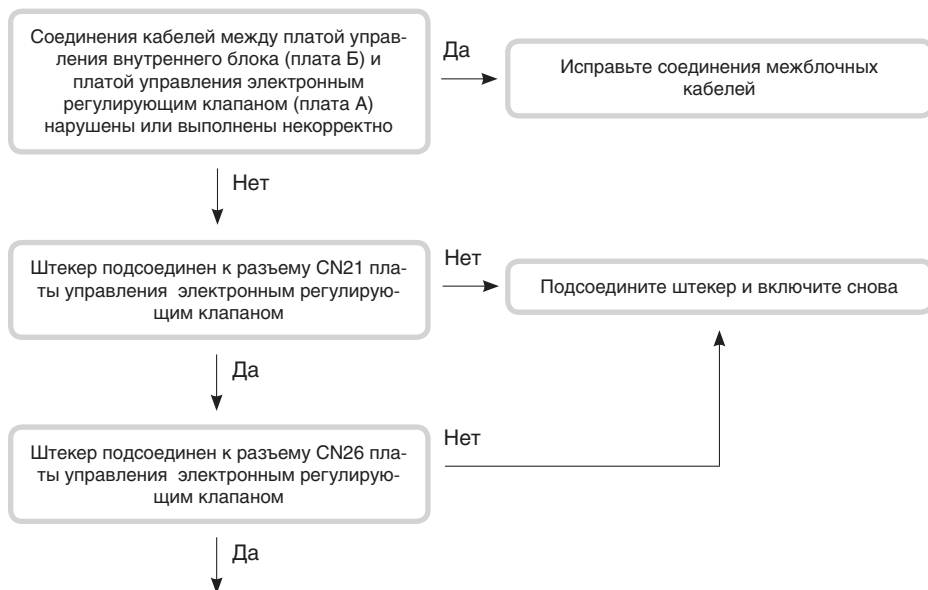 Соединения кабелей между платой управ-
ления внутреннего блока (плата Б) и
платой управления электронным
регулирующим клапаном (плата А)
нарушены или выполнены некорректно
Да
Исправьте соединения межблочных
кабелей
Нет
Штекер подсоединен к разъему CN21 пла-
ты управления электронным регулирую-
щим клапаном
Нет
Подсоедините штекер и включите снова
Да
Штекер подсоединен к разъему CN26 пла-
ты управления электронным регулирую-
щим клапаном
Нет
Да